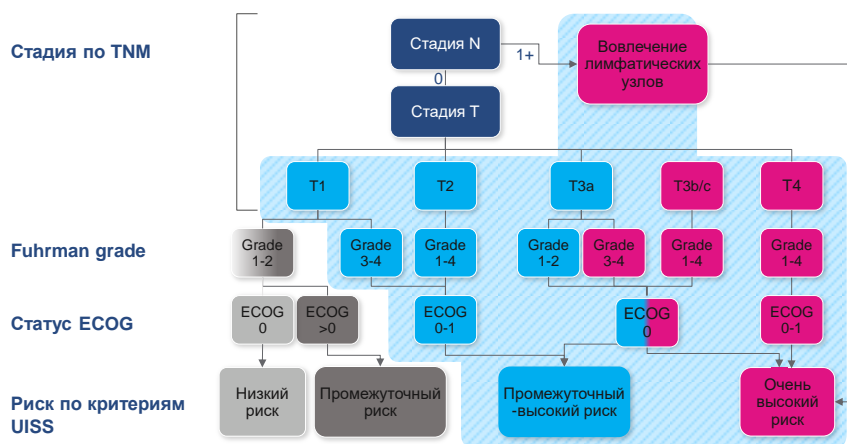 Стадия по TNM
Стадия N
1+
Вовлечение
лимфатических
узлов
0
Стадия T
T1
T2
T3a
T3b/c
T4
Fuhrman grade
Grade
1-2
Grade
3-4
Grade
1-4
Grade
1-2
Grade
3-4
Grade
1-4
Grade
1-4
Статус ECOG
ECOG
0
ECOG
>0
ECOG
0-1
ECOG
0
ECOG
0-1
Риск по критериям
UISS
Низкий
риск
Промежуточный
риск
Промежуточный
-высокий риск
Очень
высокий
риск